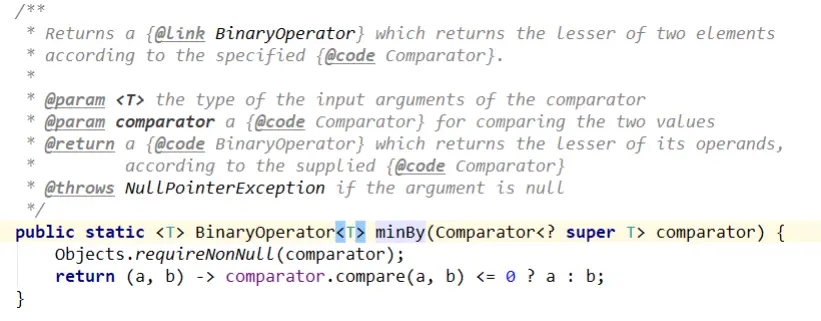 /**
 * Returns a {@link BinaryOperator} which returns the lesser of two elements
 * according to the specified {@code Comparator}.
 *
 * @param <T> the type of the input arguments of the comparator
 * @param comparator a {@code Comparator} for comparing the two values
 * @return a {@code BinaryOperator} which returns the lesser of its operands,
 *         according to the supplied {@code Comparator}
 * @throws NullPointerException if the argument is null
 */
public static <T> BinaryOperator<T> minBy(Comparator<? super T> comparator) {
    Objects.requireNonNull(comparator);
    return (a, b) -> comparator.compare(a, b) <= 0 ? a : b;
}